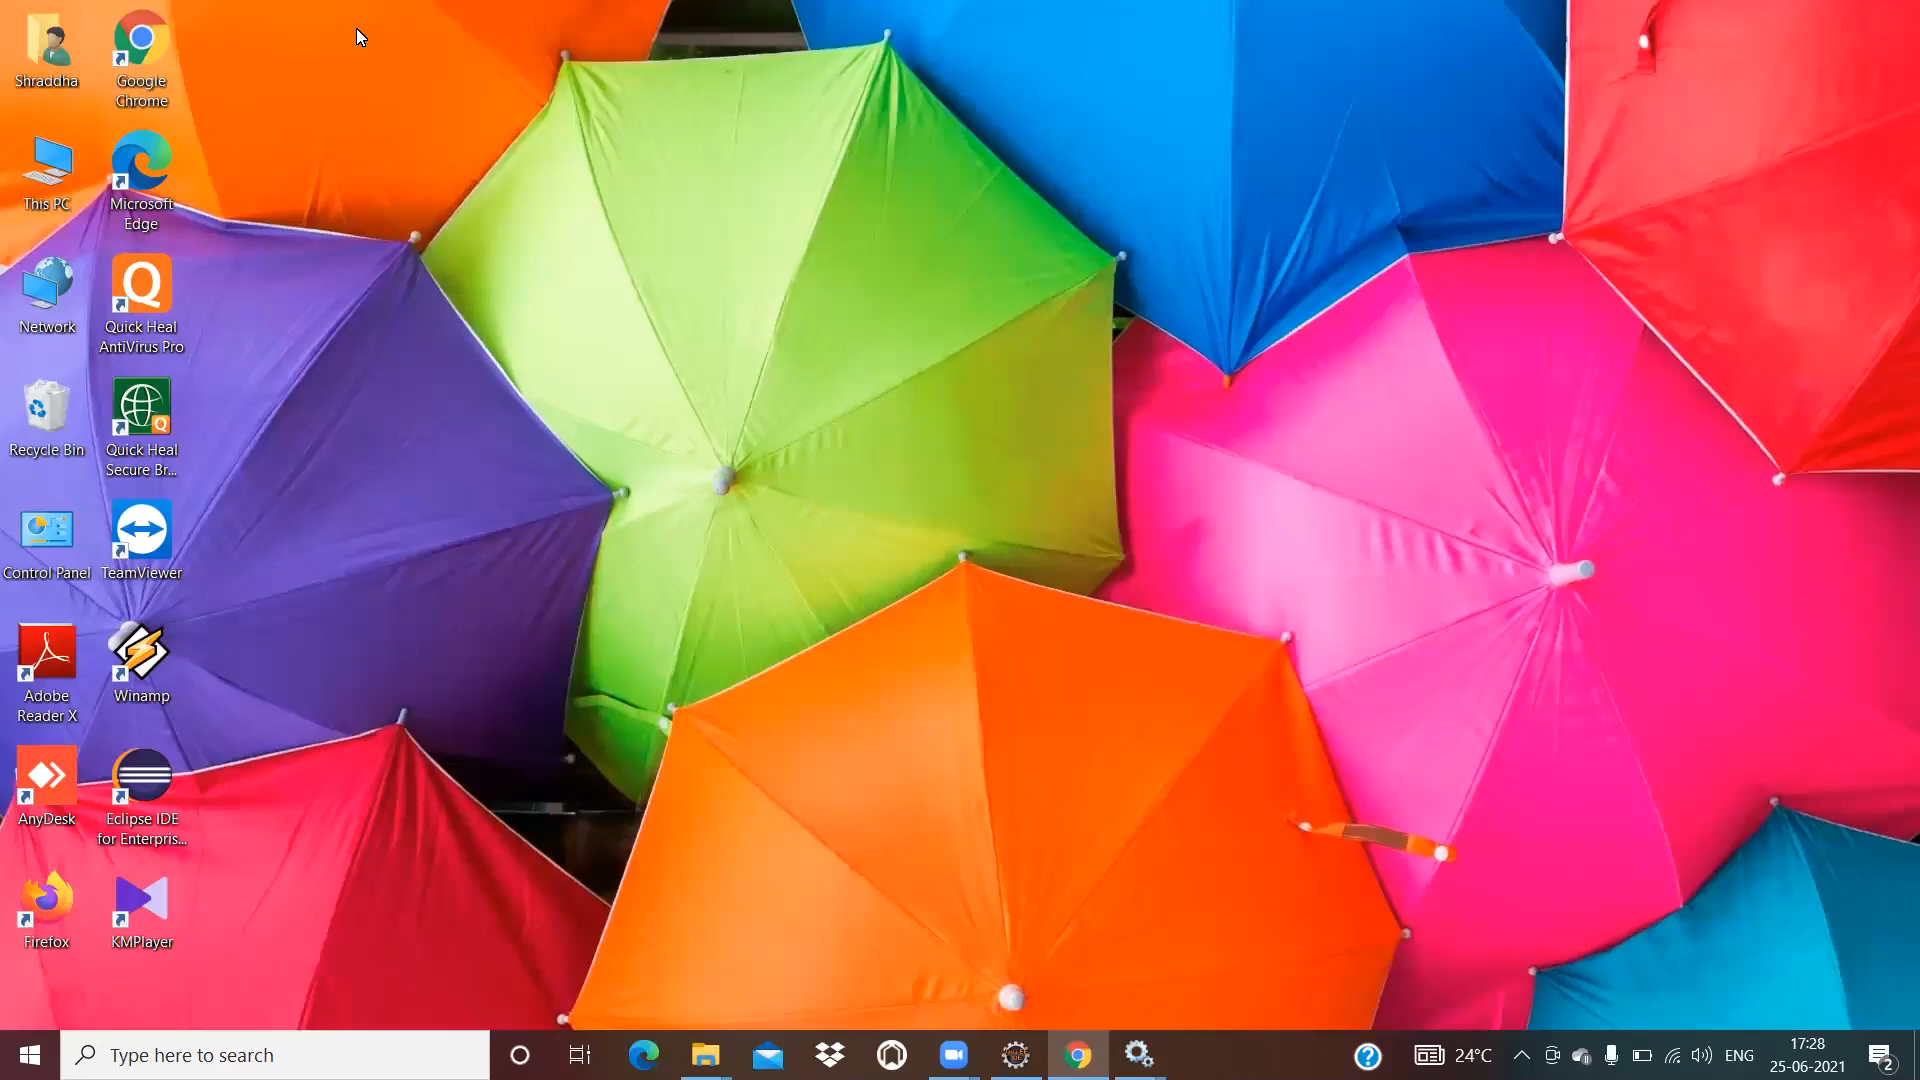 Shraddha
Google
Chrome
This PC
Microsoft
Edge
Network
Quick Heal
AntiVirus Pro
Recycle Bin
Quick Heal
Secure Br...
Control Panel
TeamViewer
Adobe
Reader X
Winamp
AnyDesk
Eclipse IDE
for Enterpris...
Firefox
KMPlayer
Type here to search
24°C
ENG
17:28
25-06-2021
2